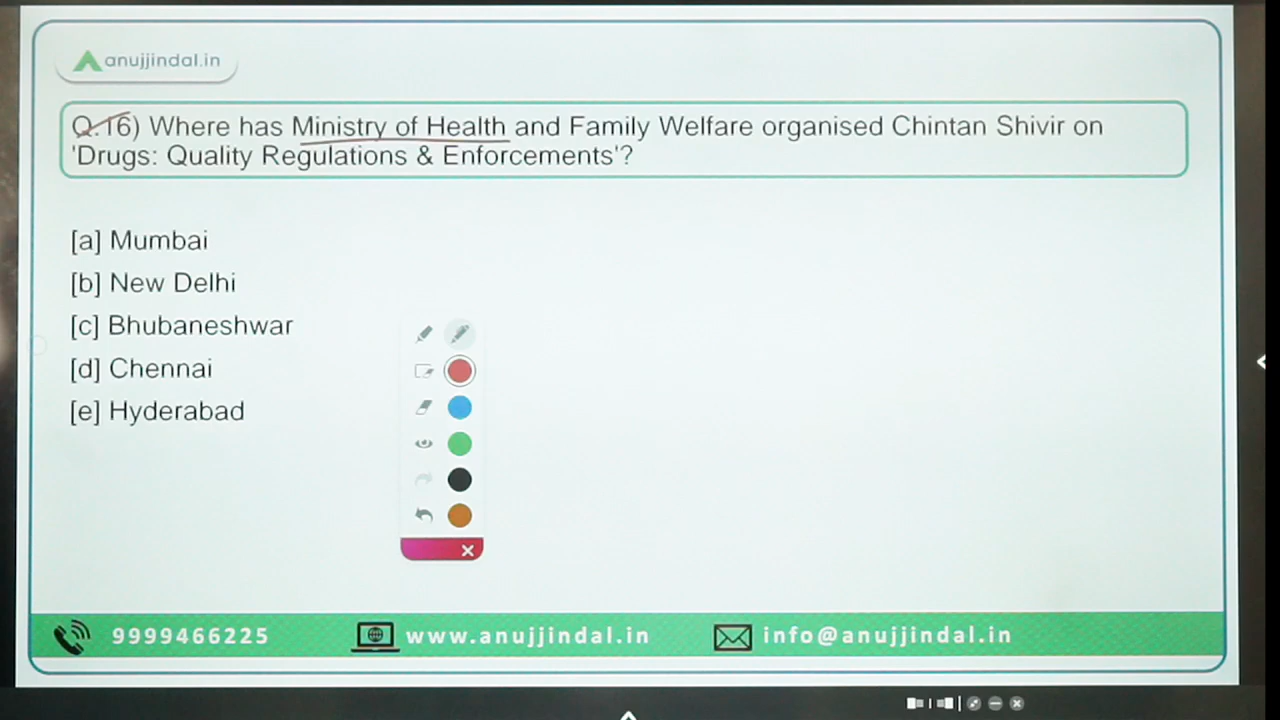 anujjindal.in
Q.16) Where has Ministry of Health and Family Welfare organised Chintan Shivir on
'Drugs: Quality Regulations & Enforcements'?
[a] Mumbai
[b] New Delhi
[c] Bhubaneshwar
[d] Chennai
[e] Hyderabad
9999466225 www.anujjindal.in info@anujjindal.in